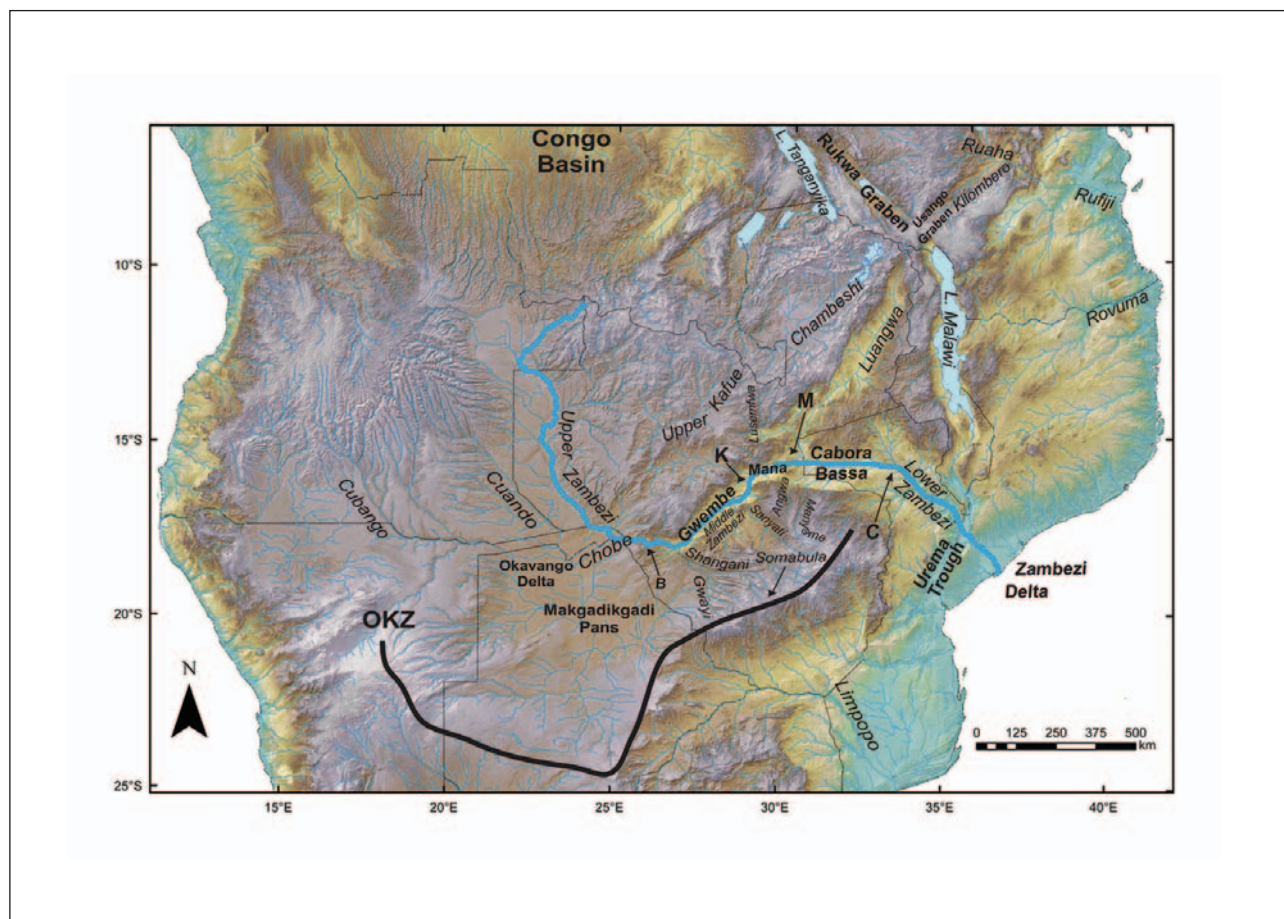 Congo
Basin
L. Tanganyika
Rukwa Graben
Ruaha
Usango
Graben
Kilombero
Rufiji
10°S
Chambeshi
Luangwa
L. Malawi
Rovuma
Upper Kafue
Lusemfwa
M
15°S
Upper Zambezi
K
Mana
Cabora
Bassa
Lower
Zambezi
Cubango
Cuando
Gwembe
Middle
Zambezi
Sanyati
Angwa
Manyame
C
Chobe
Okavango
Delta
B
Shongani
Somabula
Gwayi
Urema
Trough
Zambezi
Delta
Makgadikgadi
Pans
20°S
OKZ
N
Limpopo
0 125 250 375 500
km
25°S
15°E 20°E 25°E 30°E 35°E 40°E